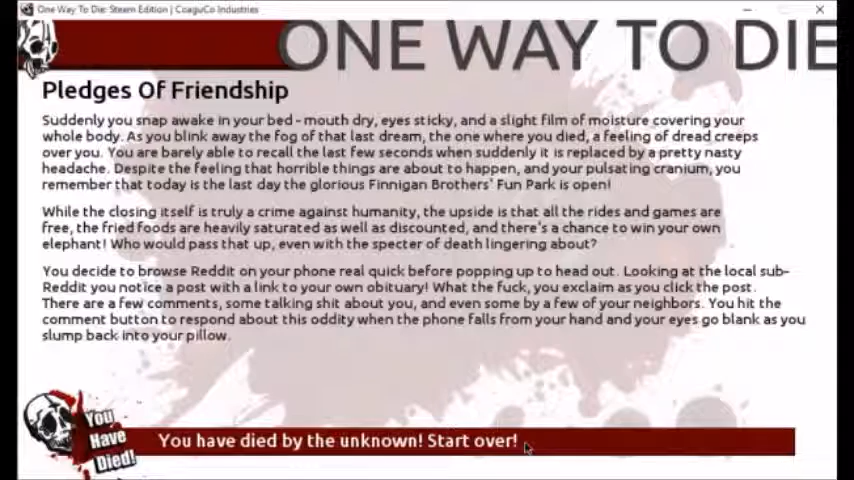 One Way To Die: Steam Edition | CoaguCo Industries
ONE WAY TO DIE
Pledges Of Friendship
Suddenly you snap awake in your bed - mouth dry, eyes sticky, and a slight film of moisture covering your
whole body. As you blink away the fog of that last dream, the one where you died, a feeling of dread creeps
over you. You are barely able to recall the last few seconds when suddenly it is replaced by a pretty nasty
headache. Despite the feeling that horrible things are about to happen, and your pulsating cranium, you
remember that today is the last day the glorious Finnigan Brothers' Fun Park is open!
While the closing itself is truly a crime against humanity, the upside is that all the rides and games are
free, the fried foods are heavily saturated as well as discounted, and there's a chance to win your own
elephant! Who would pass that up, even with the specter of death lingering about?
You decide to browse Reddit on your phone real quick before popping up to head out. Looking at the local sub-
Reddit you notice a post with a link to your own obituary! What the fuck, you exclaim as you click the post.
There are a few comments, some talking shit about you, and even some by a few of your neighbors. You hit the
comment button to respond about this oddity when the phone falls from your hand and your eyes go blank as you
slump back into your pillow.
You
Have
Died!
You have died by the unknown! Start over!